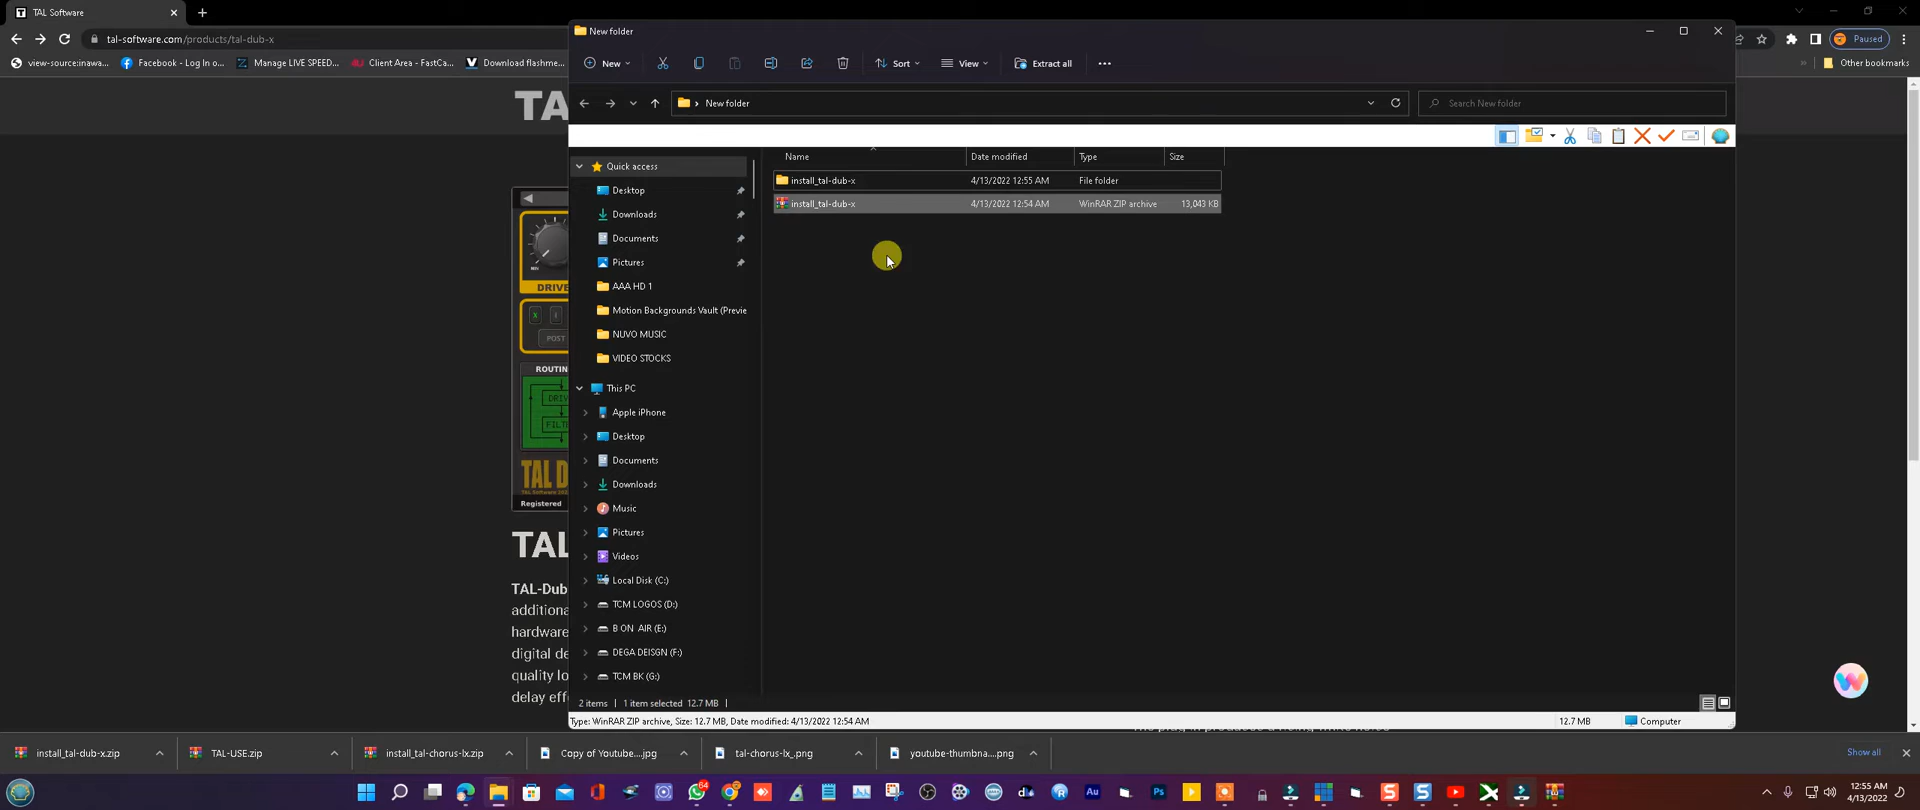 TAL Software
tal-software.com/products/tal-dub-x
Paused
view-source:inawa...
Facebook - Log In o...
Manage LIVE SPEED...
Client Area - FastCa...
Download flashme...
Other bookmarks
New folder
New
Sort
View
Extract all
New folder
Search New folder
Name
Date modified
Type
Size
install_tal-dub-x
4/13/2022 12:55 AM
File folder
install_tal-dub-x
4/13/2022 12:54 AM
WinRAR ZIP archive
13,043 KB
Quick access
Desktop
Downloads
Documents
Pictures
AAA HD 1
Motion Backgrounds Vault (Previe
NUVO MUSIC
VIDEO STOCKS
This PC
Apple iPhone
Desktop
Documents
Downloads
Music
Pictures
Videos
Local Disk (C:)
TCM LOGOS (D:)
B ON AIR (E:)
DEGA DEISGN (F:)
TCM BK (G:)
2 items
1 item selected 12.7 MB
Type: WinRAR ZIP archive, Size: 12.7 MB, Date modified: 4/13/2022 12:54 AM
12.7 MB
Computer
TA
DRIVE
POST
ROUTIN
DRIV
FILT
TAL D
Registered
TAL
TAL-Dub
additiona
hardware
digital de
quality lo
delay eff
install_tal-dub-x.zip
TAL-USE.zip
install_tal-chorus-lx.zip
Copy of Youtube....jpg
tal-chorus-lx_.png
youtube-thumbna....png
Show all
64
Au
Ps
12:55 AM
4/13/2022